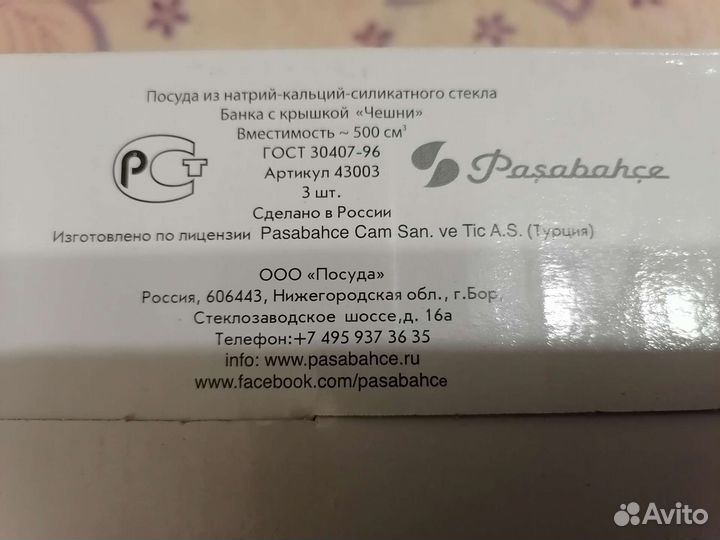 Посуда из натрий-кальций-силикатного стекла
Банка с крышкой «Чешни»
Вместимость ~ 500 см³
ГОСТ 30407-96
Артикул 43003
3 шт.
Сделано в России
РСТ
Paşabahçe
Изготовлено по лицензии Pasabahce Cam San. ve Tic A.S. (Турция)
ООО «Посуда»
Россия, 606443, Нижегородская обл., г.Бор,
Стеклозаводское шоссе,д. 16а
Телефон:+7 495 937 36 35
info: www.pasabahce.ru
www.facebook.com/pasabahce
Avito